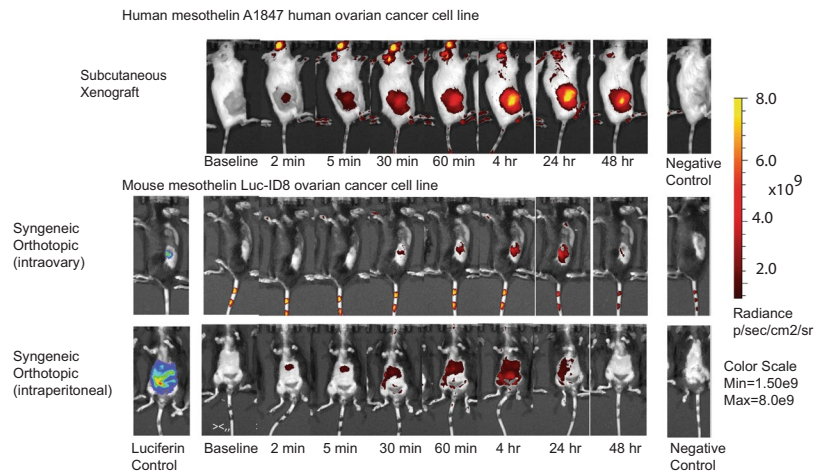 Human mesothelin A1847 human ovarian cancer cell line
Subcutaneous
Xenograft
Baseline 2 min 5 min 30 min 60 min 4 hr 24 hr 48 hr
Negative
Control
Mouse mesothelin Luc-ID8 ovarian cancer cell line
Syngeneic
Orthotopic
(intraovary)
Syngeneic
Orthotopic
(intraperitoneal)
><,,
Luciferin
Control
Baseline 2 min 5 min 30 min 60 min 4 hr 24 hr 48 hr
Negative
Control
8.0
6.0
x10⁹
4.0
2.0
Radiance
p/sec/cm2/sr
Color Scale
Min=1.50e9
Max=8.0e9